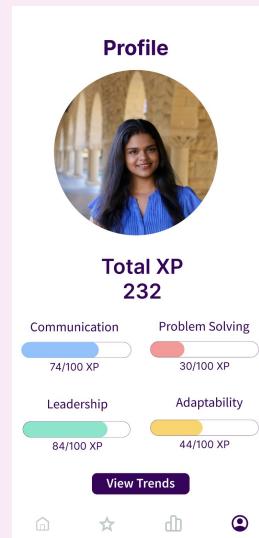 Profile
Total XP
232
Communication
74/100 XP
Problem Solving
30/100 XP
Leadership
84/100 XP
Adaptability
44/100 XP
View Trends